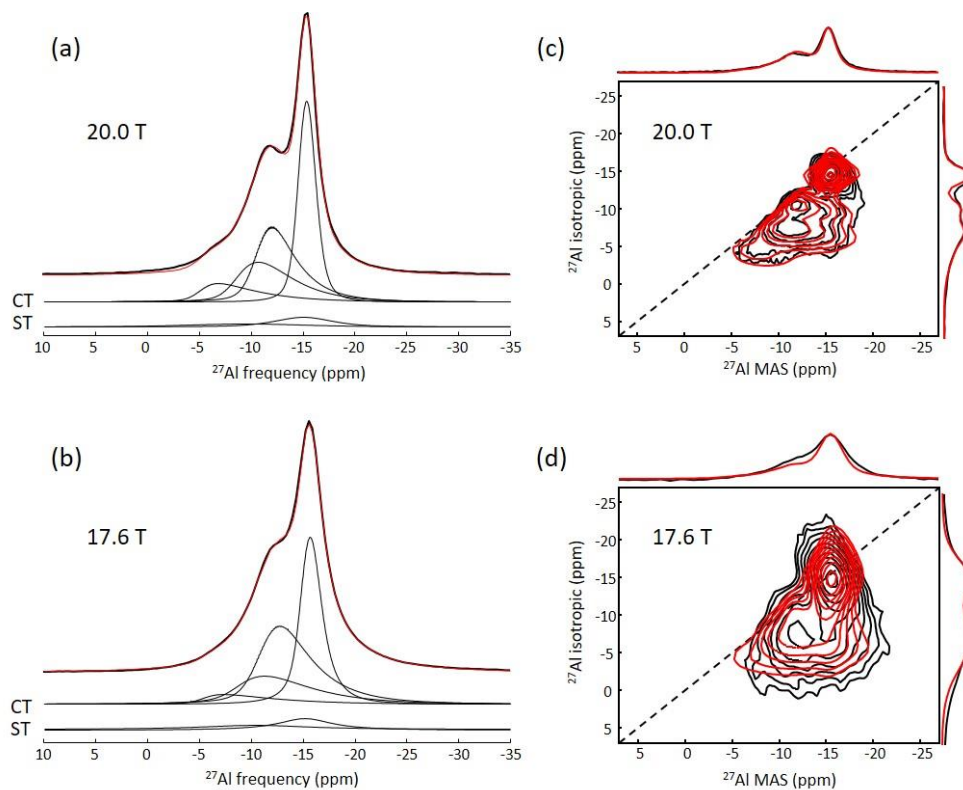 (a)
20.0 T
CT
ST
10 5 0 -5 -10 -15 -20 -25 -30 -35
²⁷Al frequency (ppm)
(c)
20.0 T
²⁷Al isotropic (ppm)
-25
-20
-15
-10
-5
0
5
5 0 -5 -10 -15 -20 -25
²⁷Al MAS (ppm)
(b)
17.6 T
CT
ST
10 5 0 -5 -10 -15 -20 -25 -30 -35
²⁷Al frequency (ppm)
(d)
17.6 T
²⁷Al isotropic (ppm)
-25
-20
-15
-10
-5
0
5
5 0 -5 -10 -15 -20 -25
²⁷Al MAS (ppm)